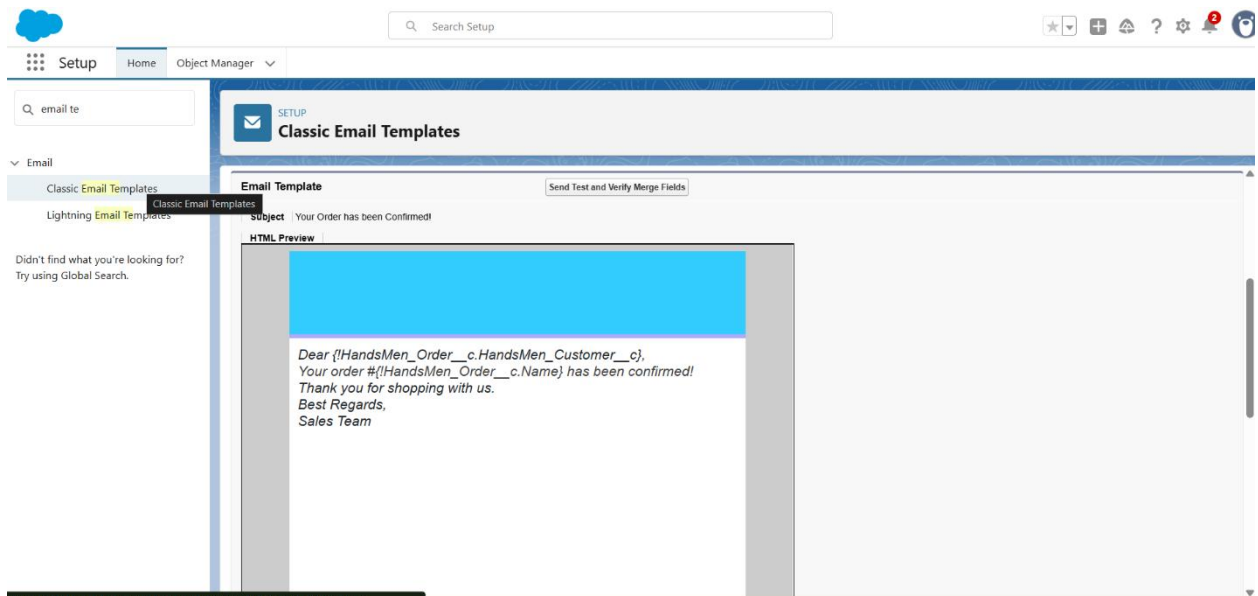 Search Setup
2
Setup
Home
Object Manager
email te
Email
Classic Email Templates
Classic Email Templates
Lightning Email Templates
Didn't find what you're looking for?
Try using Global Search.
SETUP
Classic Email Templates
Email Template
Send Test and Verify Merge Fields
Subject Your Order has been Confirmed!
HTML Preview
Dear {!HandsMen_Order__c.HandsMen_Customer__c},
Your order #{!HandsMen_Order__c.Name} has been confirmed!
Thank you for shopping with us.
Best Regards,
Sales Team